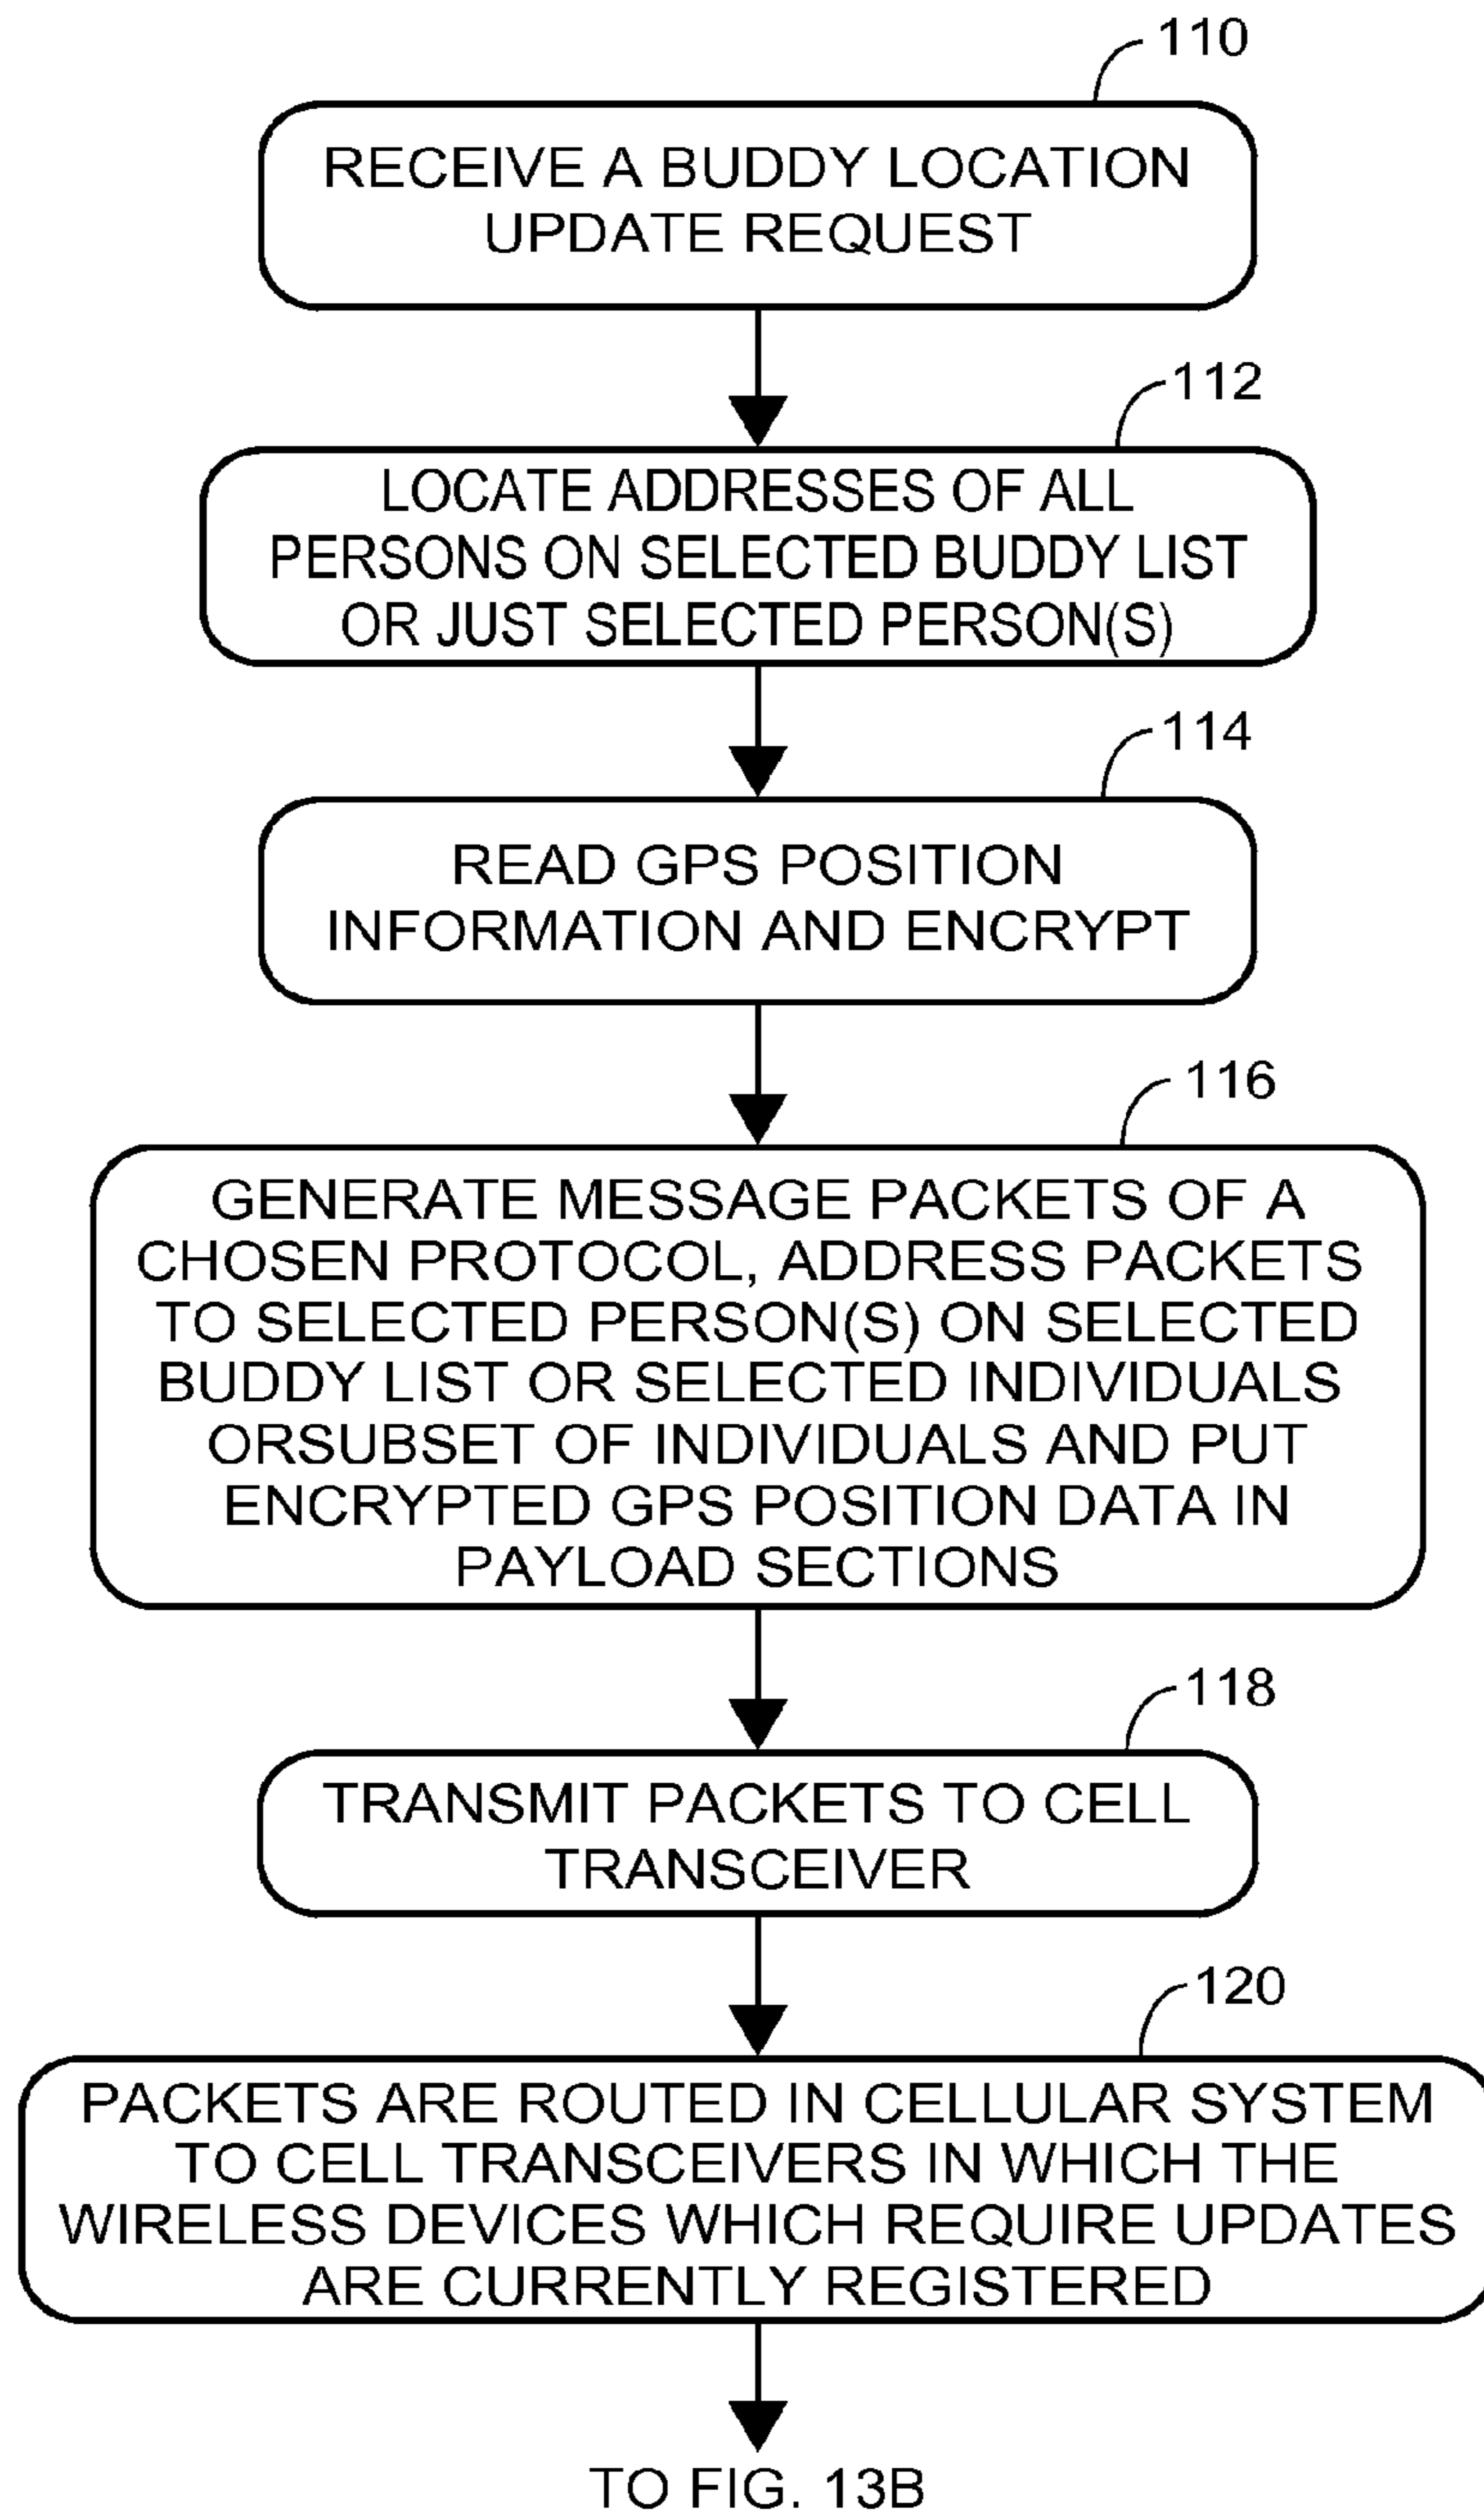 110
RECEIVE A BUDDY LOCATION
UPDATE REQUEST
112
LOCATE ADDRESSES OF ALL
PERSONS ON SELECTED BUDDY LIST
OR JUST SELECTED PERSON(S)
114
READ GPS POSITION
INFORMATION AND ENCRYPT
116
GENERATE MESSAGE PACKETS OF A
CHOSEN PROTOCOL, ADDRESS PACKETS
TO SELECTED PERSON(S) ON SELECTED
BUDDY LIST OR SELECTED INDIVIDUALS
ORSUBSET OF INDIVIDUALS AND PUT
ENCRYPTED GPS POSITION DATA IN
PAYLOAD SECTIONS
118
TRANSMIT PACKETS TO CELL
TRANSCEIVER
120
PACKETS ARE ROUTED IN CELLULAR SYSTEM
TO CELL TRANSCEIVERS IN WHICH THE
WIRELESS DEVICES WHICH REQUIRE UPDATES
ARE CURRENTLY REGISTERED
TO FIG. 13B